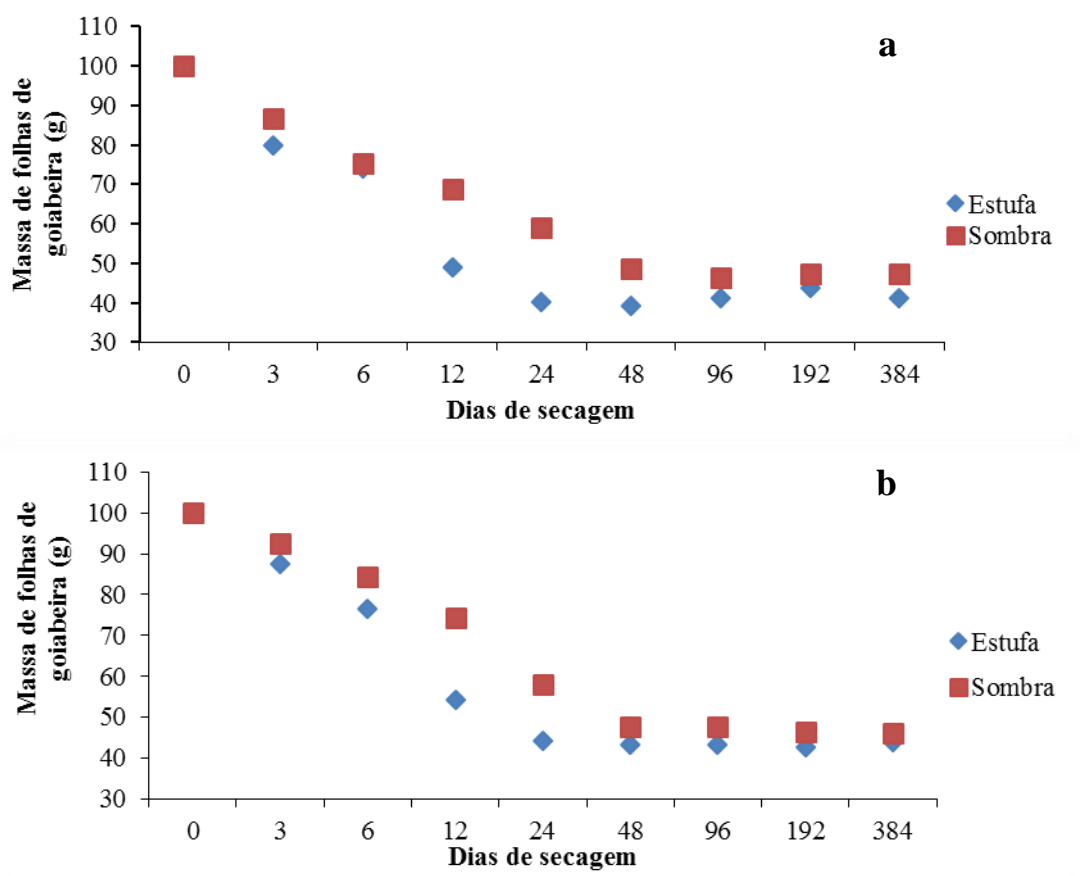 a
Massa de folhas de
goiabeira (g)
110
100
90
80
70
60
50
40
30
0 3 6 12 24 48 96 192 384
Dias de secagem
Estufa
Sombra
b
Massa de folhas de
goiabeira (g)
110
100
90
80
70
60
50
40
30
0 3 6 12 24 48 96 192 384
Dias de secagem
Estufa
Sombra